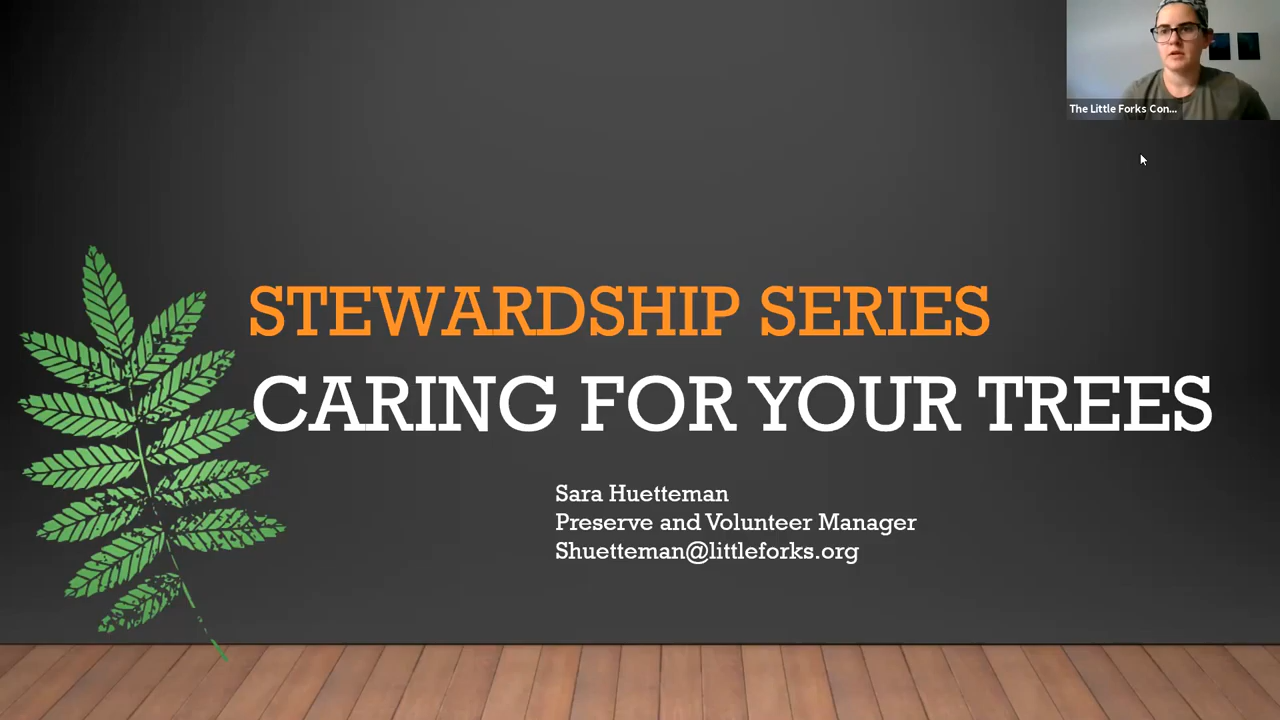 The Little Forks Con...
STEWARDSHIP SERIES
CARING FOR YOUR TREES
Sara Huetteman
Preserve and Volunteer Manager
Shuetteman@littleforks.org